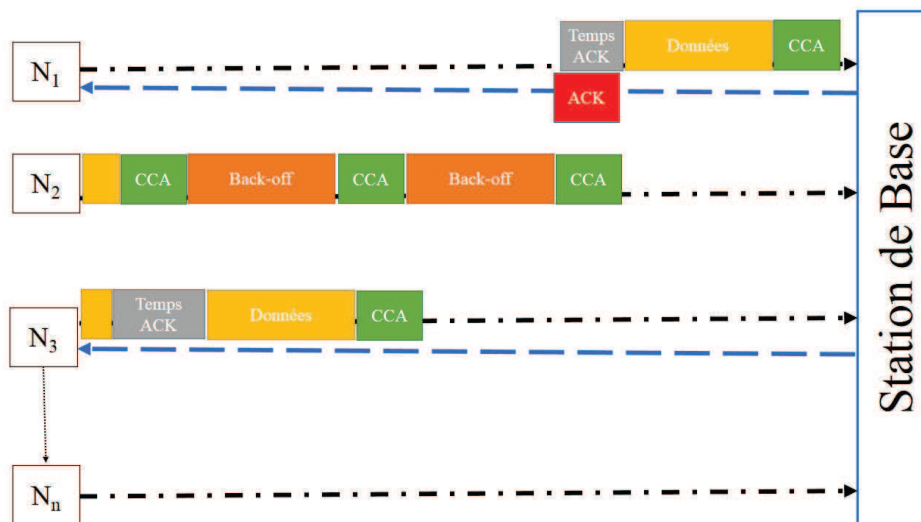 N1
Temps
ACK
Données
CCA
ACK
N2
CCA
Back-off
CCA
Back-off
CCA
N3
Temps
ACK
Données
CCA
Nn
Station de Base